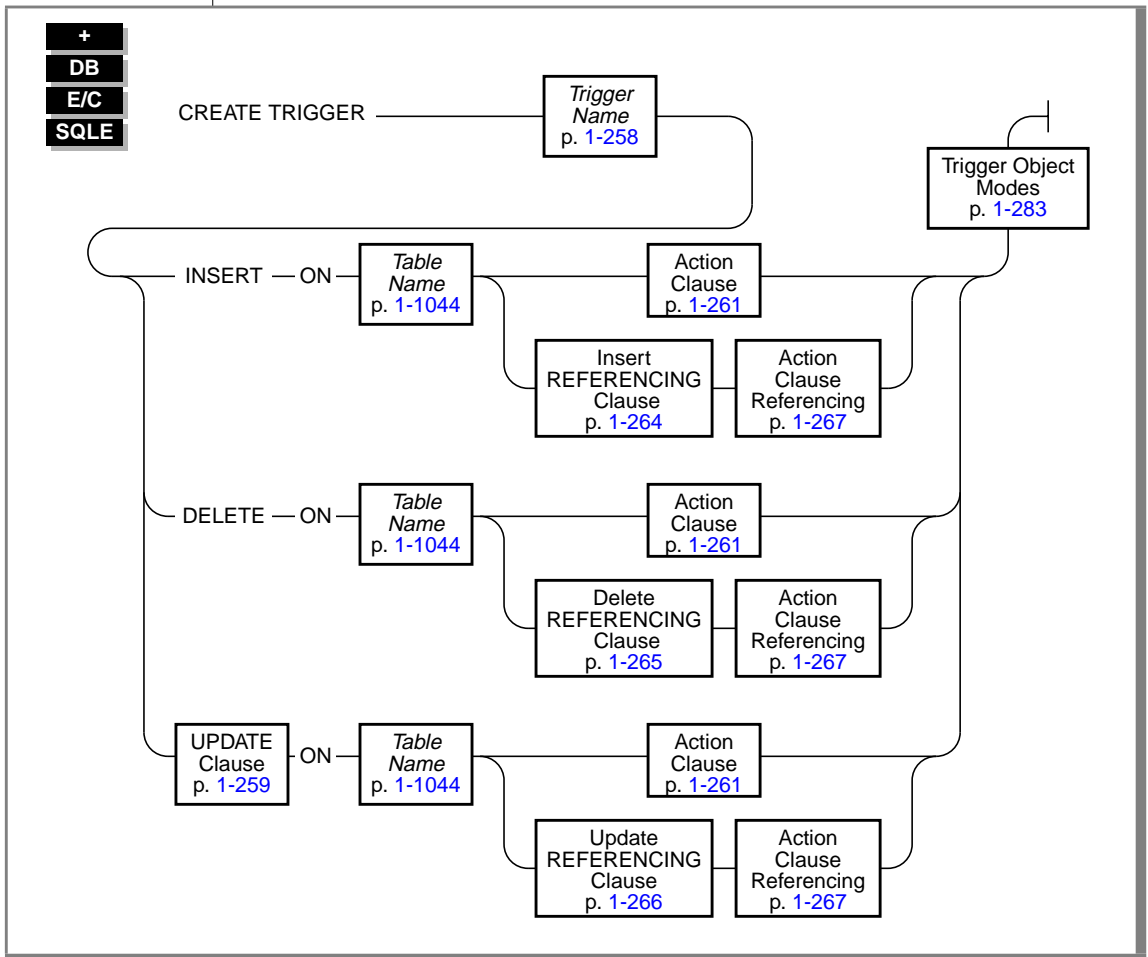 +
DB
E/C
SQLE
CREATE TRIGGER
Trigger
Name
p. 1-258
Trigger Object
Modes
p. 1-283
INSERT
ON
Table
Name
p. 1-1044
Action
Clause
p. 1-261
Insert
REFERENCING
Clause
p. 1-264
Action
Clause
Referencing
p. 1-267
DELETE
ON
Table
Name
p. 1-1044
Action
Clause
p. 1-261
Delete
REFERENCING
Clause
p. 1-265
Action
Clause
Referencing
p. 1-267
UPDATE
Clause
p. 1-259
ON
Table
Name
p. 1-1044
Action
Clause
p. 1-261
Update
REFERENCING
Clause
p. 1-266
Action
Clause
Referencing
p. 1-267